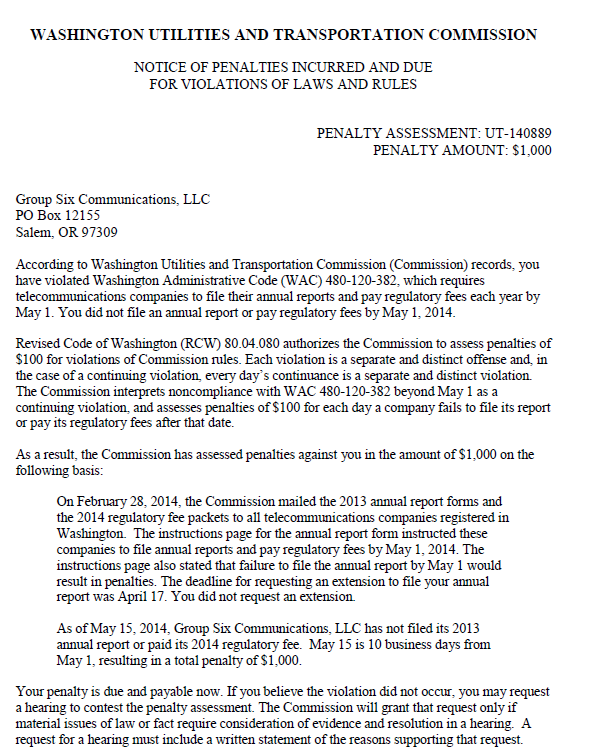 WASHINGTON UTILITIES AND TRANSPORTATION COMMISSION
NOTICE OF PENALTIES INCURRED AND DUE
FOR VIOLATIONS OF LAWS AND RULES
PENALTY ASSESSMENT: UT-140889
PENALTY AMOUNT: $1,000
Group Six Communications, LLC
PO Box 12155
Salem, OR 97309
According to Washington Utilities and Transportation Commission (Commission) records, you
have violated Washington Administrative Code (WAC) 480-120-382, which requires
telecommunications companies to file their annual reports and pay regulatory fees each year by
May 1. You did not file an annual report or pay regulatory fees by May 1, 2014.
Revised Code of Washington (RCW) 80.04.080 authorizes the Commission to assess penalties of
$100 for violations of Commission rules. Each violation is a separate and distinct offense and, in
the case of a continuing violation, every day's continuance is a separate and distinct violation.
The Commission interprets noncompliance with WAC 480-120-382 beyond May 1 as a
continuing violation, and assesses penalties of $100 for each day a company fails to file its report
or pay its regulatory fees after that date.
As a result, the Commission has assessed penalties against you in the amount of $1,000 on the
following basis:
On February 28, 2014, the Commission mailed the 2013 annual report forms and
the 2014 regulatory fee packets to all telecommunications companies registered in
Washington. The instructions page for the annual report form instructed these
companies to file annual reports and pay regulatory fees by May 1, 2014. The
instructions page also stated that failure to file the annual report by May 1 would
result in penalties. The deadline for requesting an extension to file your annual
report was April 17. You did not request an extension.
As of May 15, 2014, Group Six Communications, LLC has not filed its 2013
annual report or paid its 2014 regulatory fee. May 15 is 10 business days from
May 1, resulting in a total penalty of $1,000.
Your penalty is due and payable now. If you believe the violation did not occur, you may request
a hearing to contest the penalty assessment. The Commission will grant that request only if
material issues of law or fact require consideration of evidence and resolution in a hearing. A
request for a hearing must include a written statement of the reasons supporting that request.